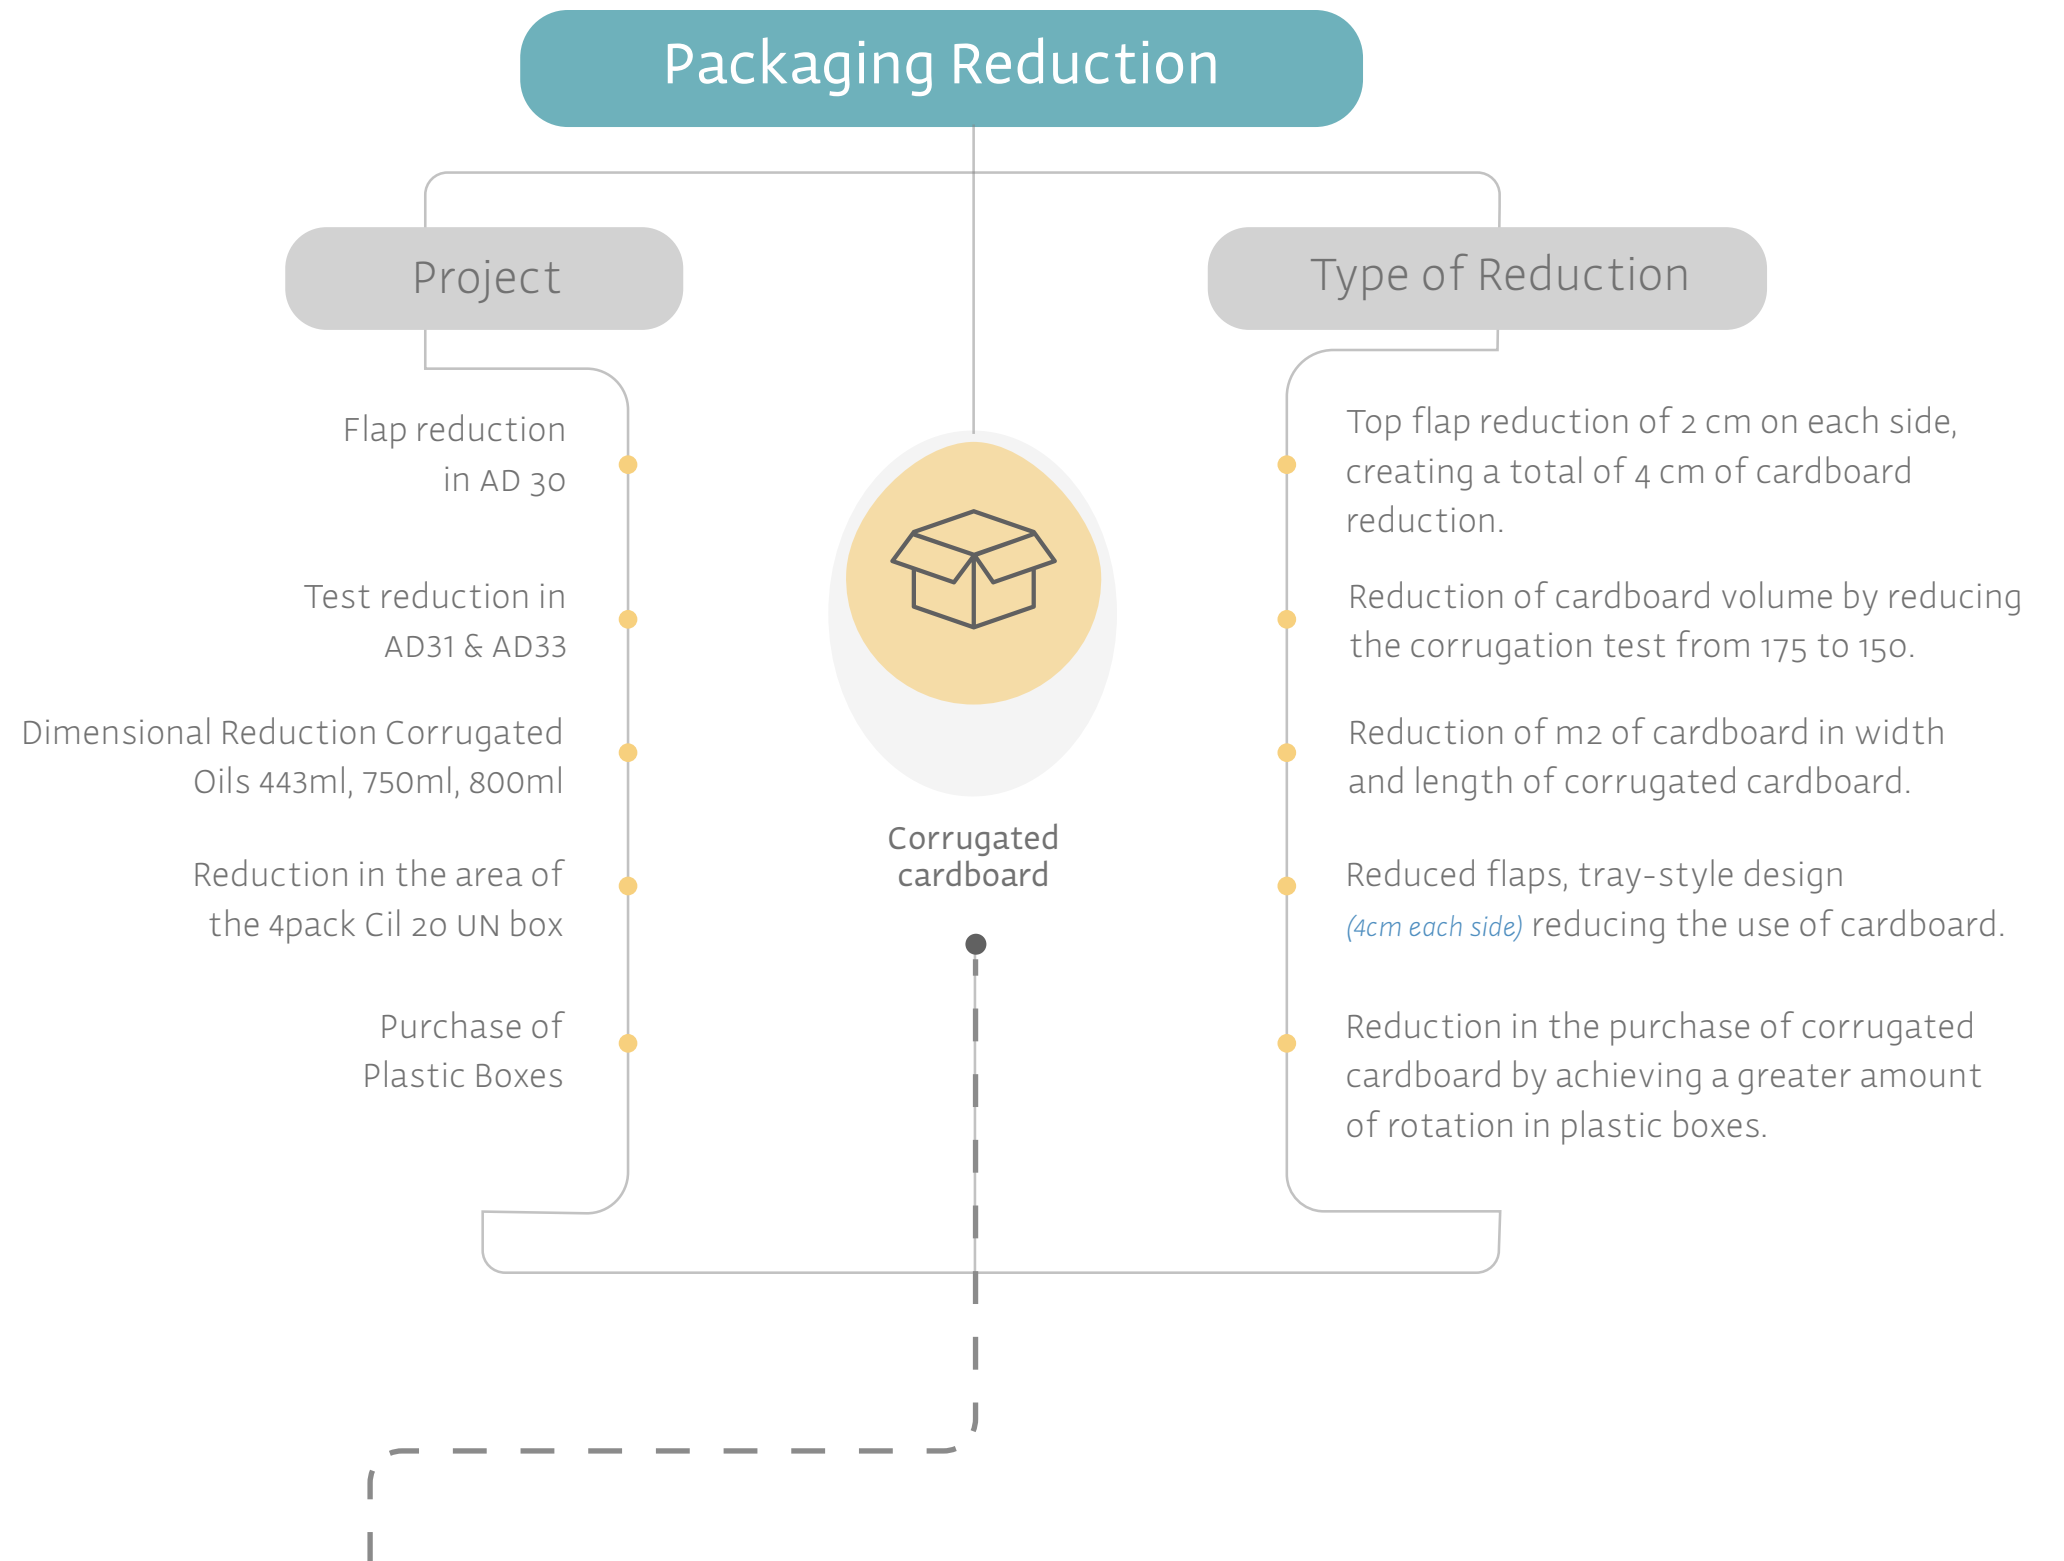 Packaging Reduction
Project
Type of Reduction
Flap reduction
in AD 30
Top flap reduction of 2 cm on each side,
creating a total of 4 cm of cardboard
reduction.
Test reduction in
AD31 & AD33
Reduction of cardboard volume by reducing
the corrugation test from 175 to 150.
Dimensional Reduction Corrugated
Oils 443ml, 750ml, 800ml
Reduction of m2 of cardboard in width
and length of corrugated cardboard.
Reduction in the area of
the 4pack Cil 20 UN box
Reduced flaps, tray-style design
(4cm each side) reducing the use of cardboard.
Purchase of
Plastic Boxes
Reduction in the purchase of corrugated
cardboard by achieving a greater amount
of rotation in plastic boxes.
Corrugated
cardboard